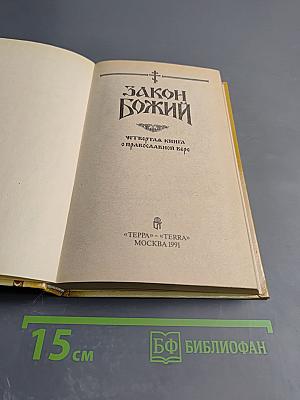 ЗАКОН
БОЖИЙ
четвертая книга
о православной вере
«ТЕРРА» – «TERRA»
МОСКВА 1991
15 см
БФ БИБЛИОФАН